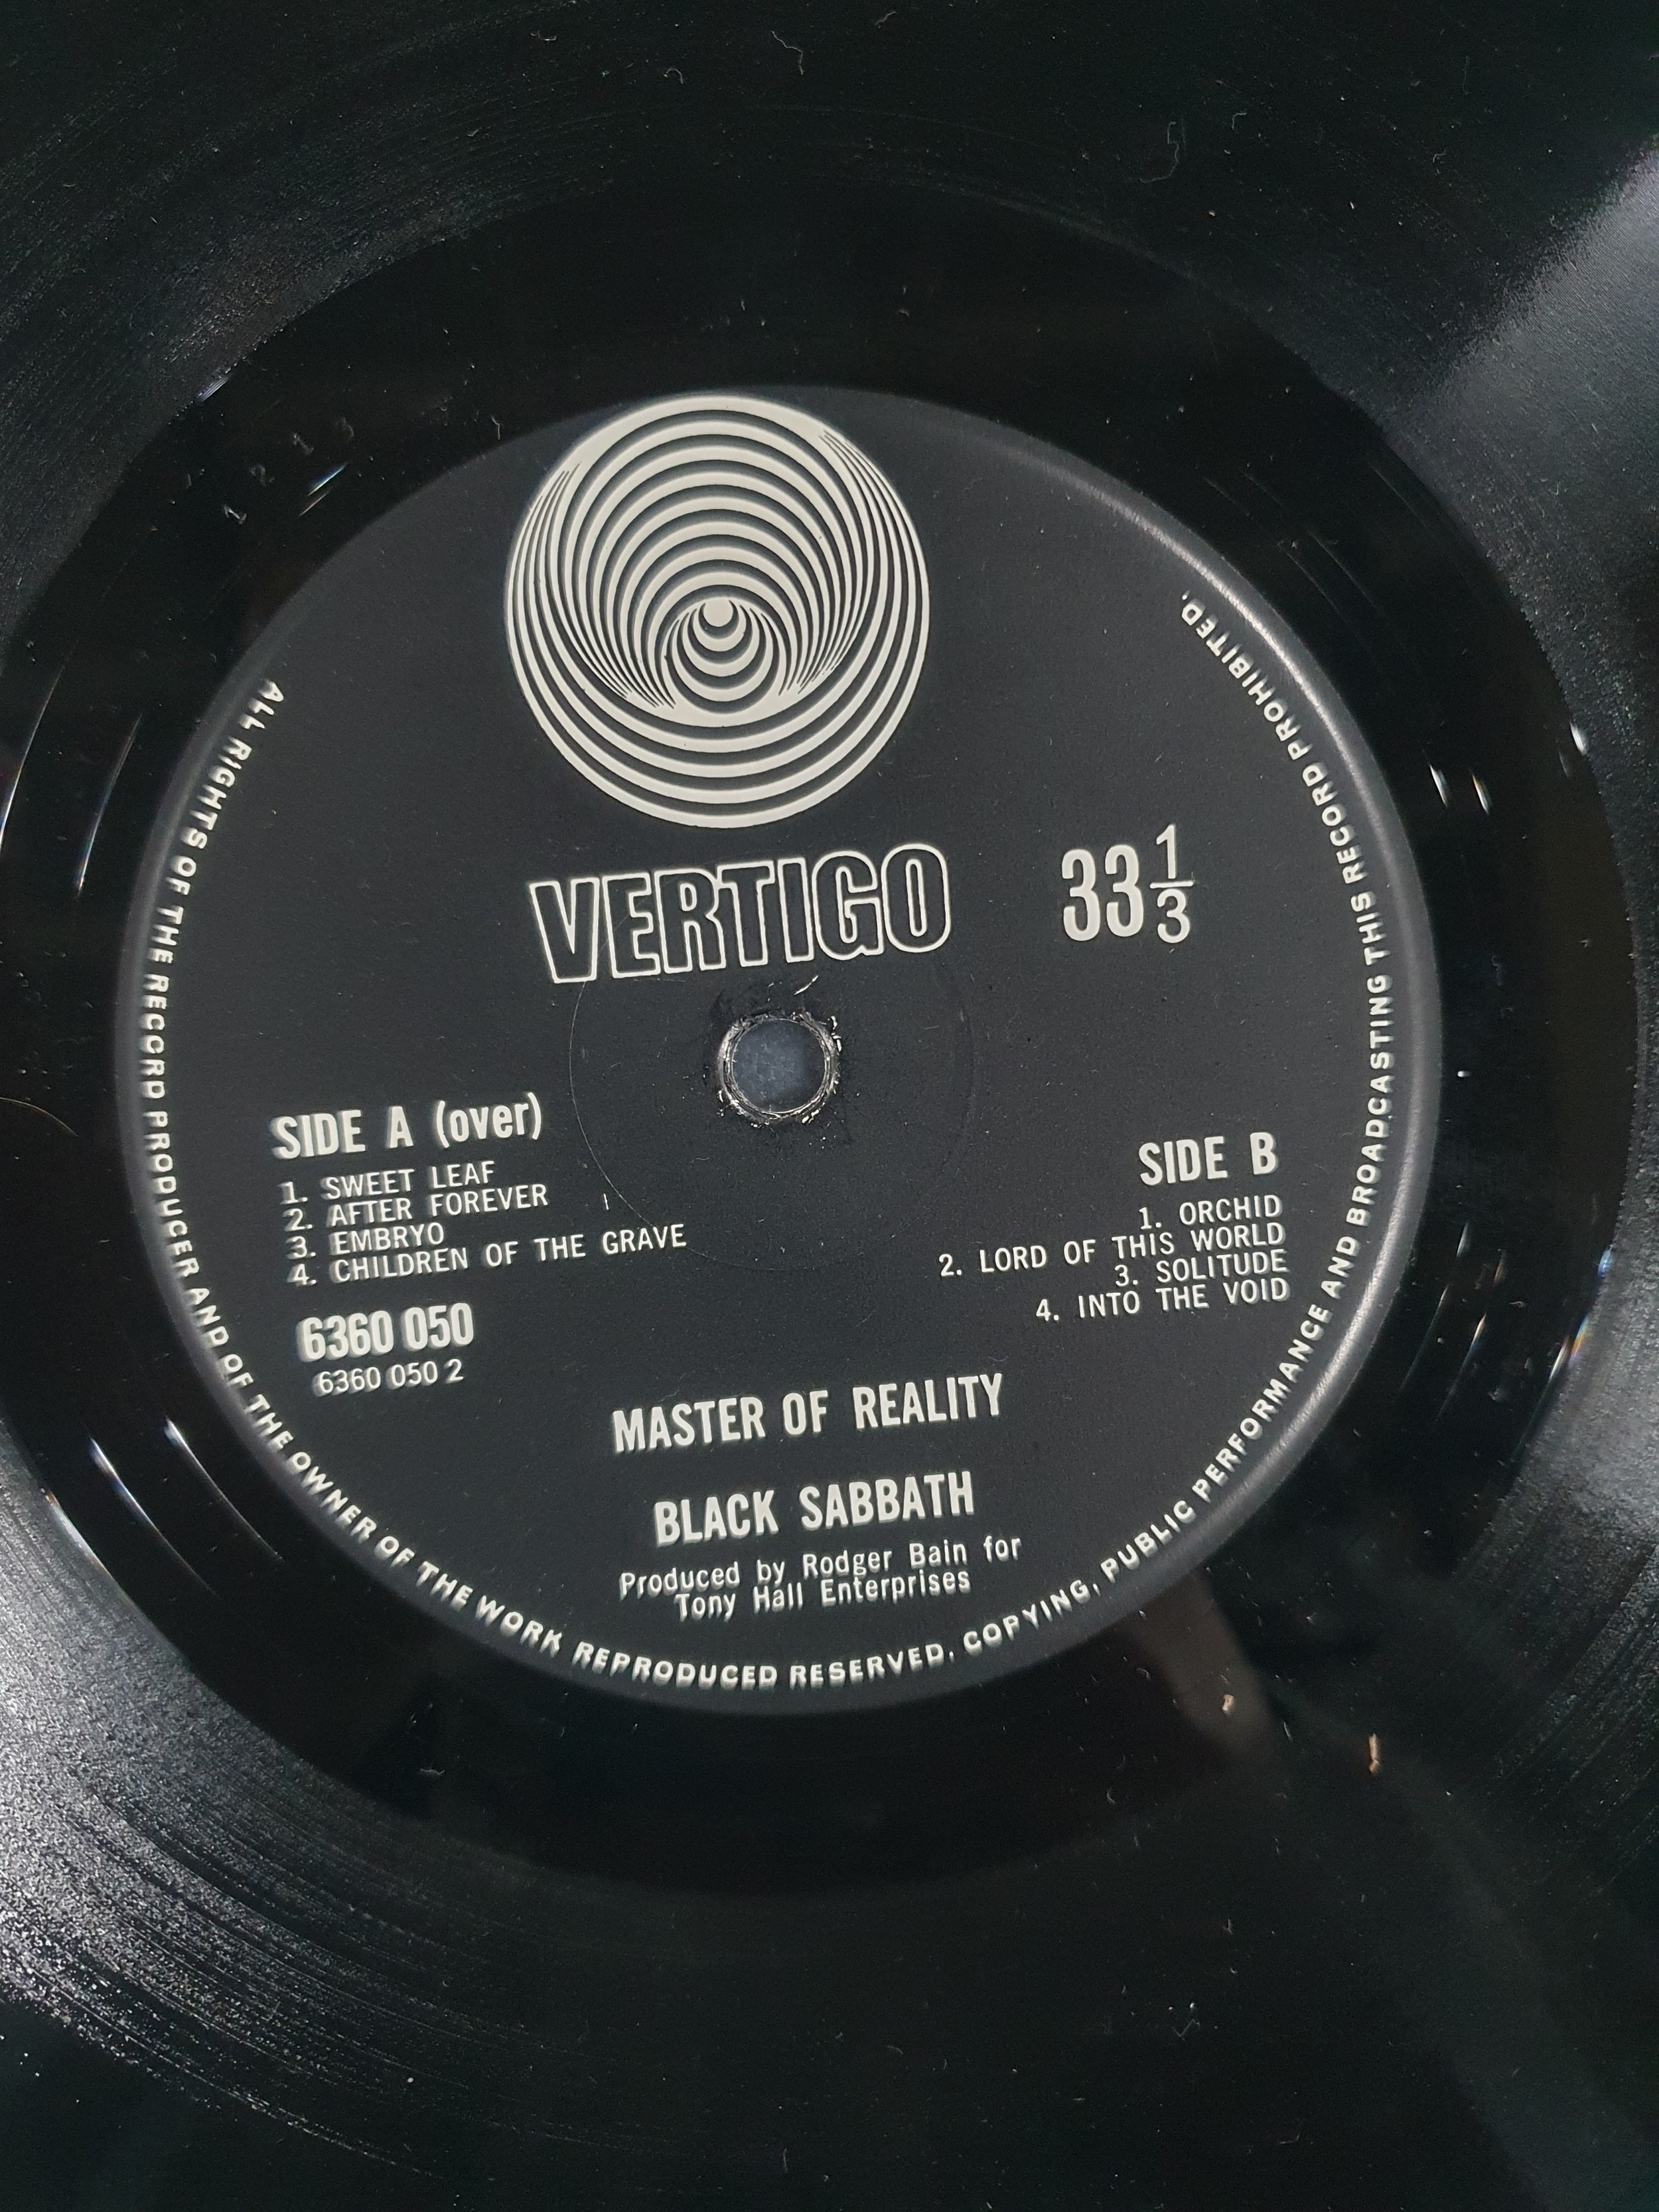 VERTIGO
33 1/3
SIDE A (over)
1. SWEET LEAF
2. AFTER FOREVER
3. EMBRYO
4. CHILDREN OF THE GRAVE
6360 050
6360 050 2
SIDE B
1. ORCHID
2. LORD OF THIS WORLD
3. SOLITUDE
4. INTO THE VOID
MASTER OF REALITY
BLACK SABBATH
Produced by Rodger Bain for
Tony Hall Enterprises
ALL RIGHTS OF THE RECORD PRODUCER AND OF THE OWNER OF THE WORK REPRODUCED RESERVED. COPYING, PUBLIC PERFORMANCE AND BROADCASTING THIS RECORD PROHIBITED.